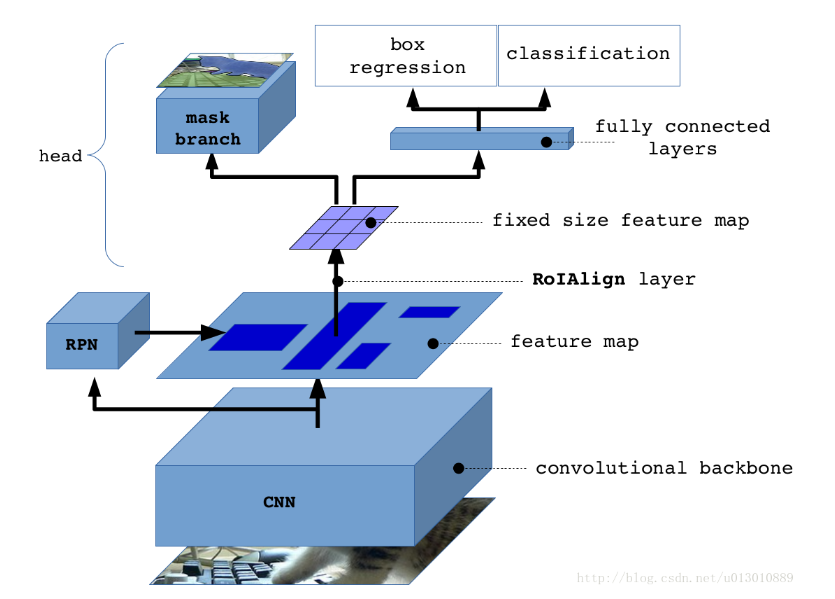 box
regression
classification
mask
branch
fully connected
layers
head
fixed size feature map
RoIAlign layer
RPN
feature map
convolutional backbone
CNN
http://blog.csdn.net/u013010889